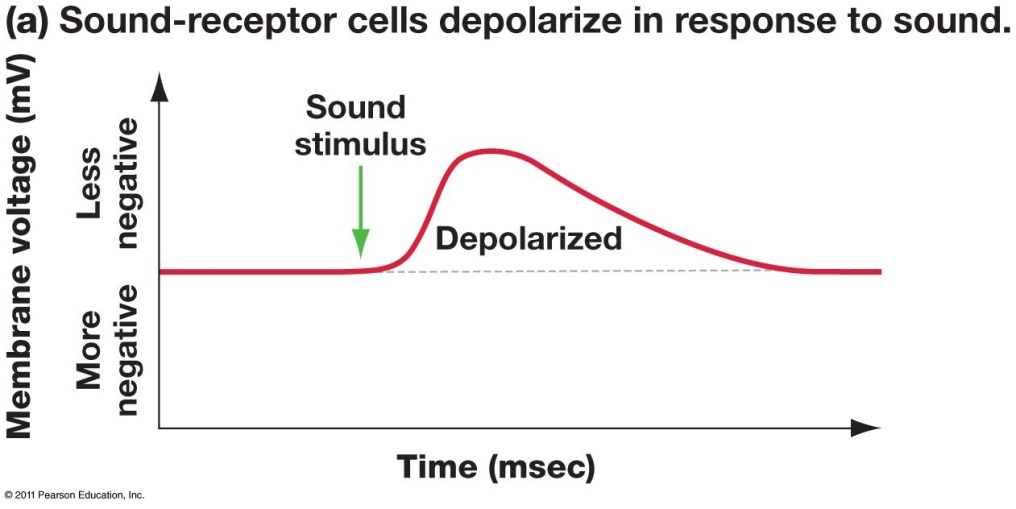 (a) Sound-receptor cells depolarize in response to sound.
Membrane voltage (mV)
Less
negative
More
negative
Sound
stimulus
Depolarized
Time (msec)
© 2011 Pearson Education, Inc.